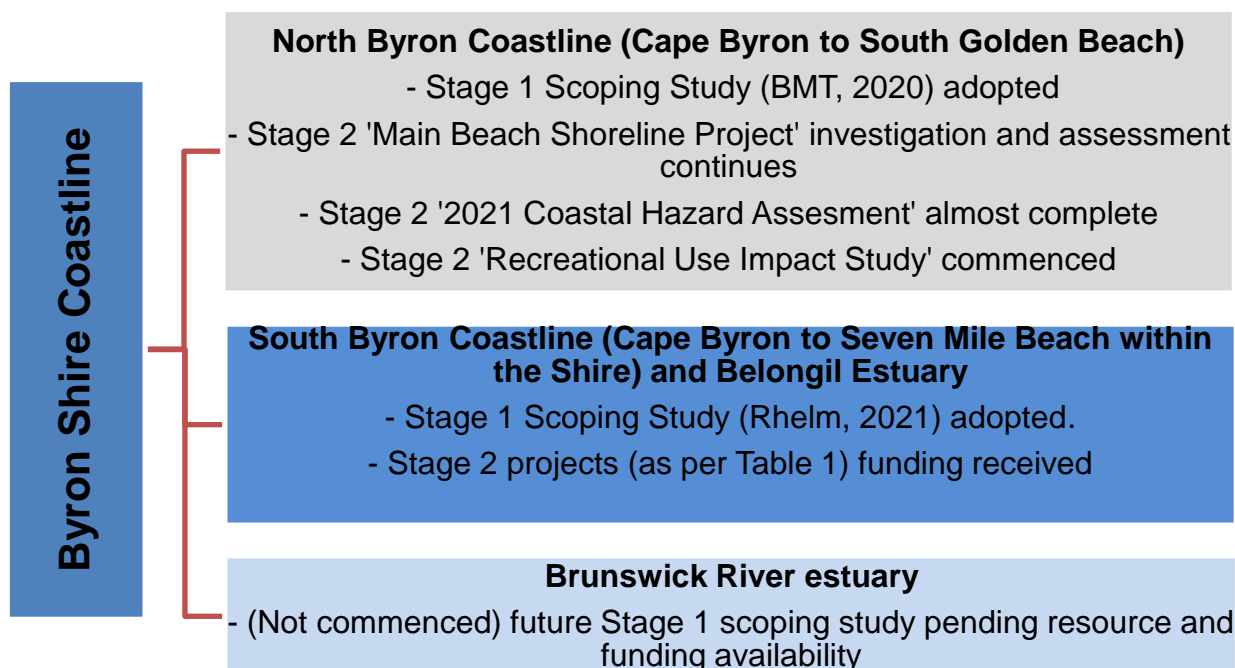 Byron Shire Coastline
North Byron Coastline (Cape Byron to South Golden Beach)
- Stage 1 Scoping Study (BMT, 2020) adopted
- Stage 2 'Main Beach Shoreline Project' investigation and assessment
continues
- Stage 2 '2021 Coastal Hazard Assesment' almost complete
- Stage 2 'Recreational Use Impact Study' commenced
South Byron Coastline (Cape Byron to Seven Mile Beach within
the Shire) and Belongil Estuary
- Stage 1 Scoping Study (Rhelm, 2021) adopted.
- Stage 2 projects (as per Table 1) funding received
Brunswick River estuary
- (Not commenced) future Stage 1 scoping study pending resource and
funding availability